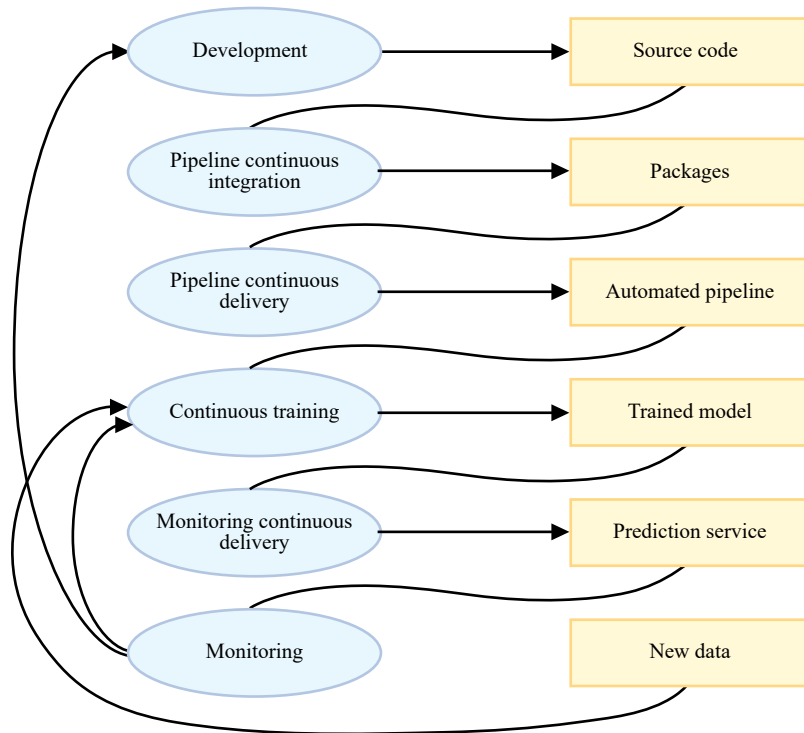 Development
Source code
Pipeline continuous
integration
Packages
Pipeline continuous
delivery
Automated pipeline
Continuous training
Trained model
Monitoring continuous
delivery
Prediction service
Monitoring
New data